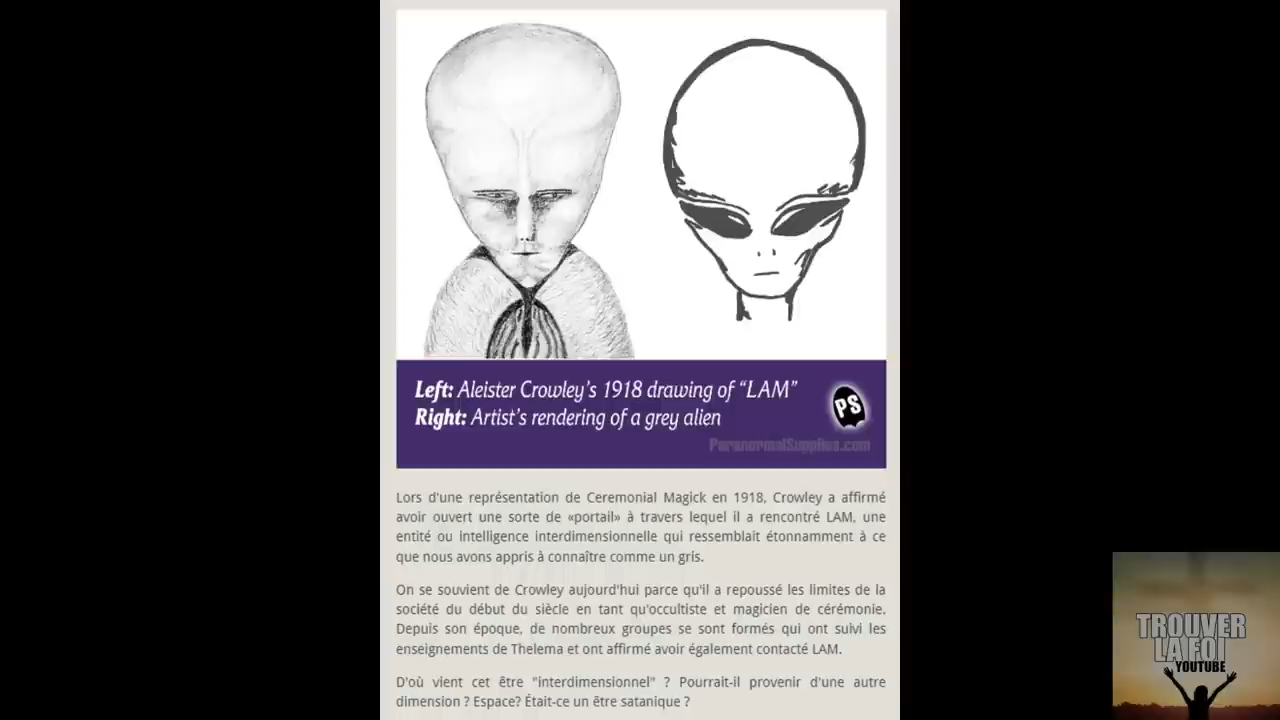 Left: Aleister Crowley's 1918 drawing of “LAM”
Right: Artist's rendering of a grey alien
PS
ParanormalSupplies.com
Lors d'une représentation de Ceremonial Magick en 1918, Crowley a affirmé
avoir ouvert une sorte de «portail» à travers lequel il a rencontré LAM, une
entité ou intelligence interdimensionnelle qui ressemblait étonnamment à ce
que nous avons appris à connaître comme un gris.
On se souvient de Crowley aujourd'hui parce qu'il a repoussé les limites de la
société du début du siècle en tant qu'occultiste et magicien de cérémonie.
Depuis son époque, de nombreux groupes se sont formés qui ont suivi les
enseignements de Thelema et ont affirmé avoir également contacté LAM.
D'où vient cet être "interdimensionnel" ? Pourrait-il provenir d'une autre
dimension ? Espace? Était-ce un être satanique ?
TROUVER
LA FOI
YOUTUBE